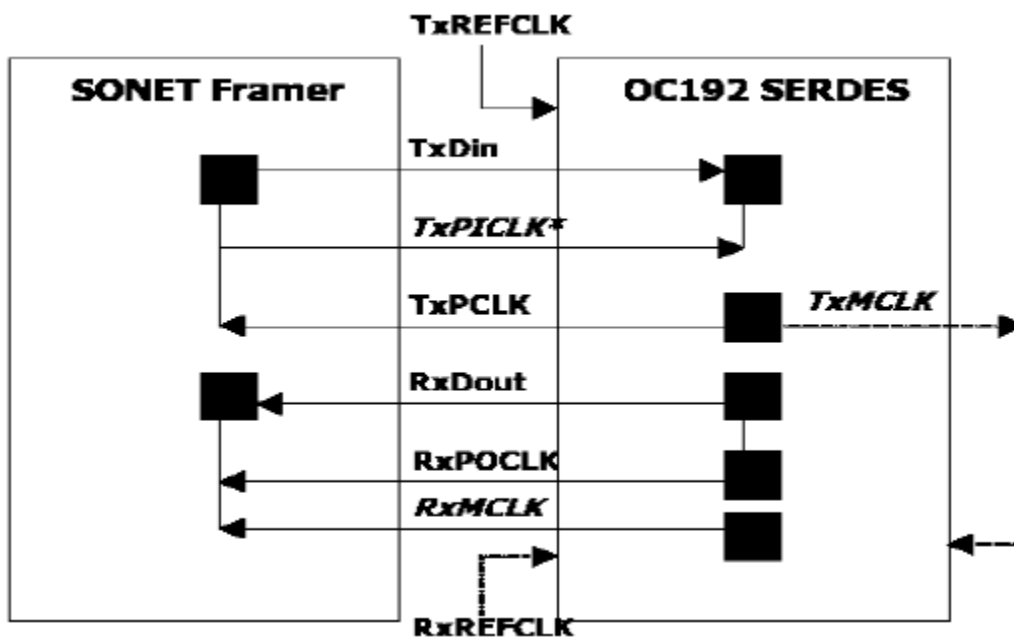 TxREFCLK
SONET Framer
OC192 SERDES
TxDin
TxPICLK*
TxPCLK
TxMCLK
RxDout
RxPOCLK
RxMCLK
RxREFCLK